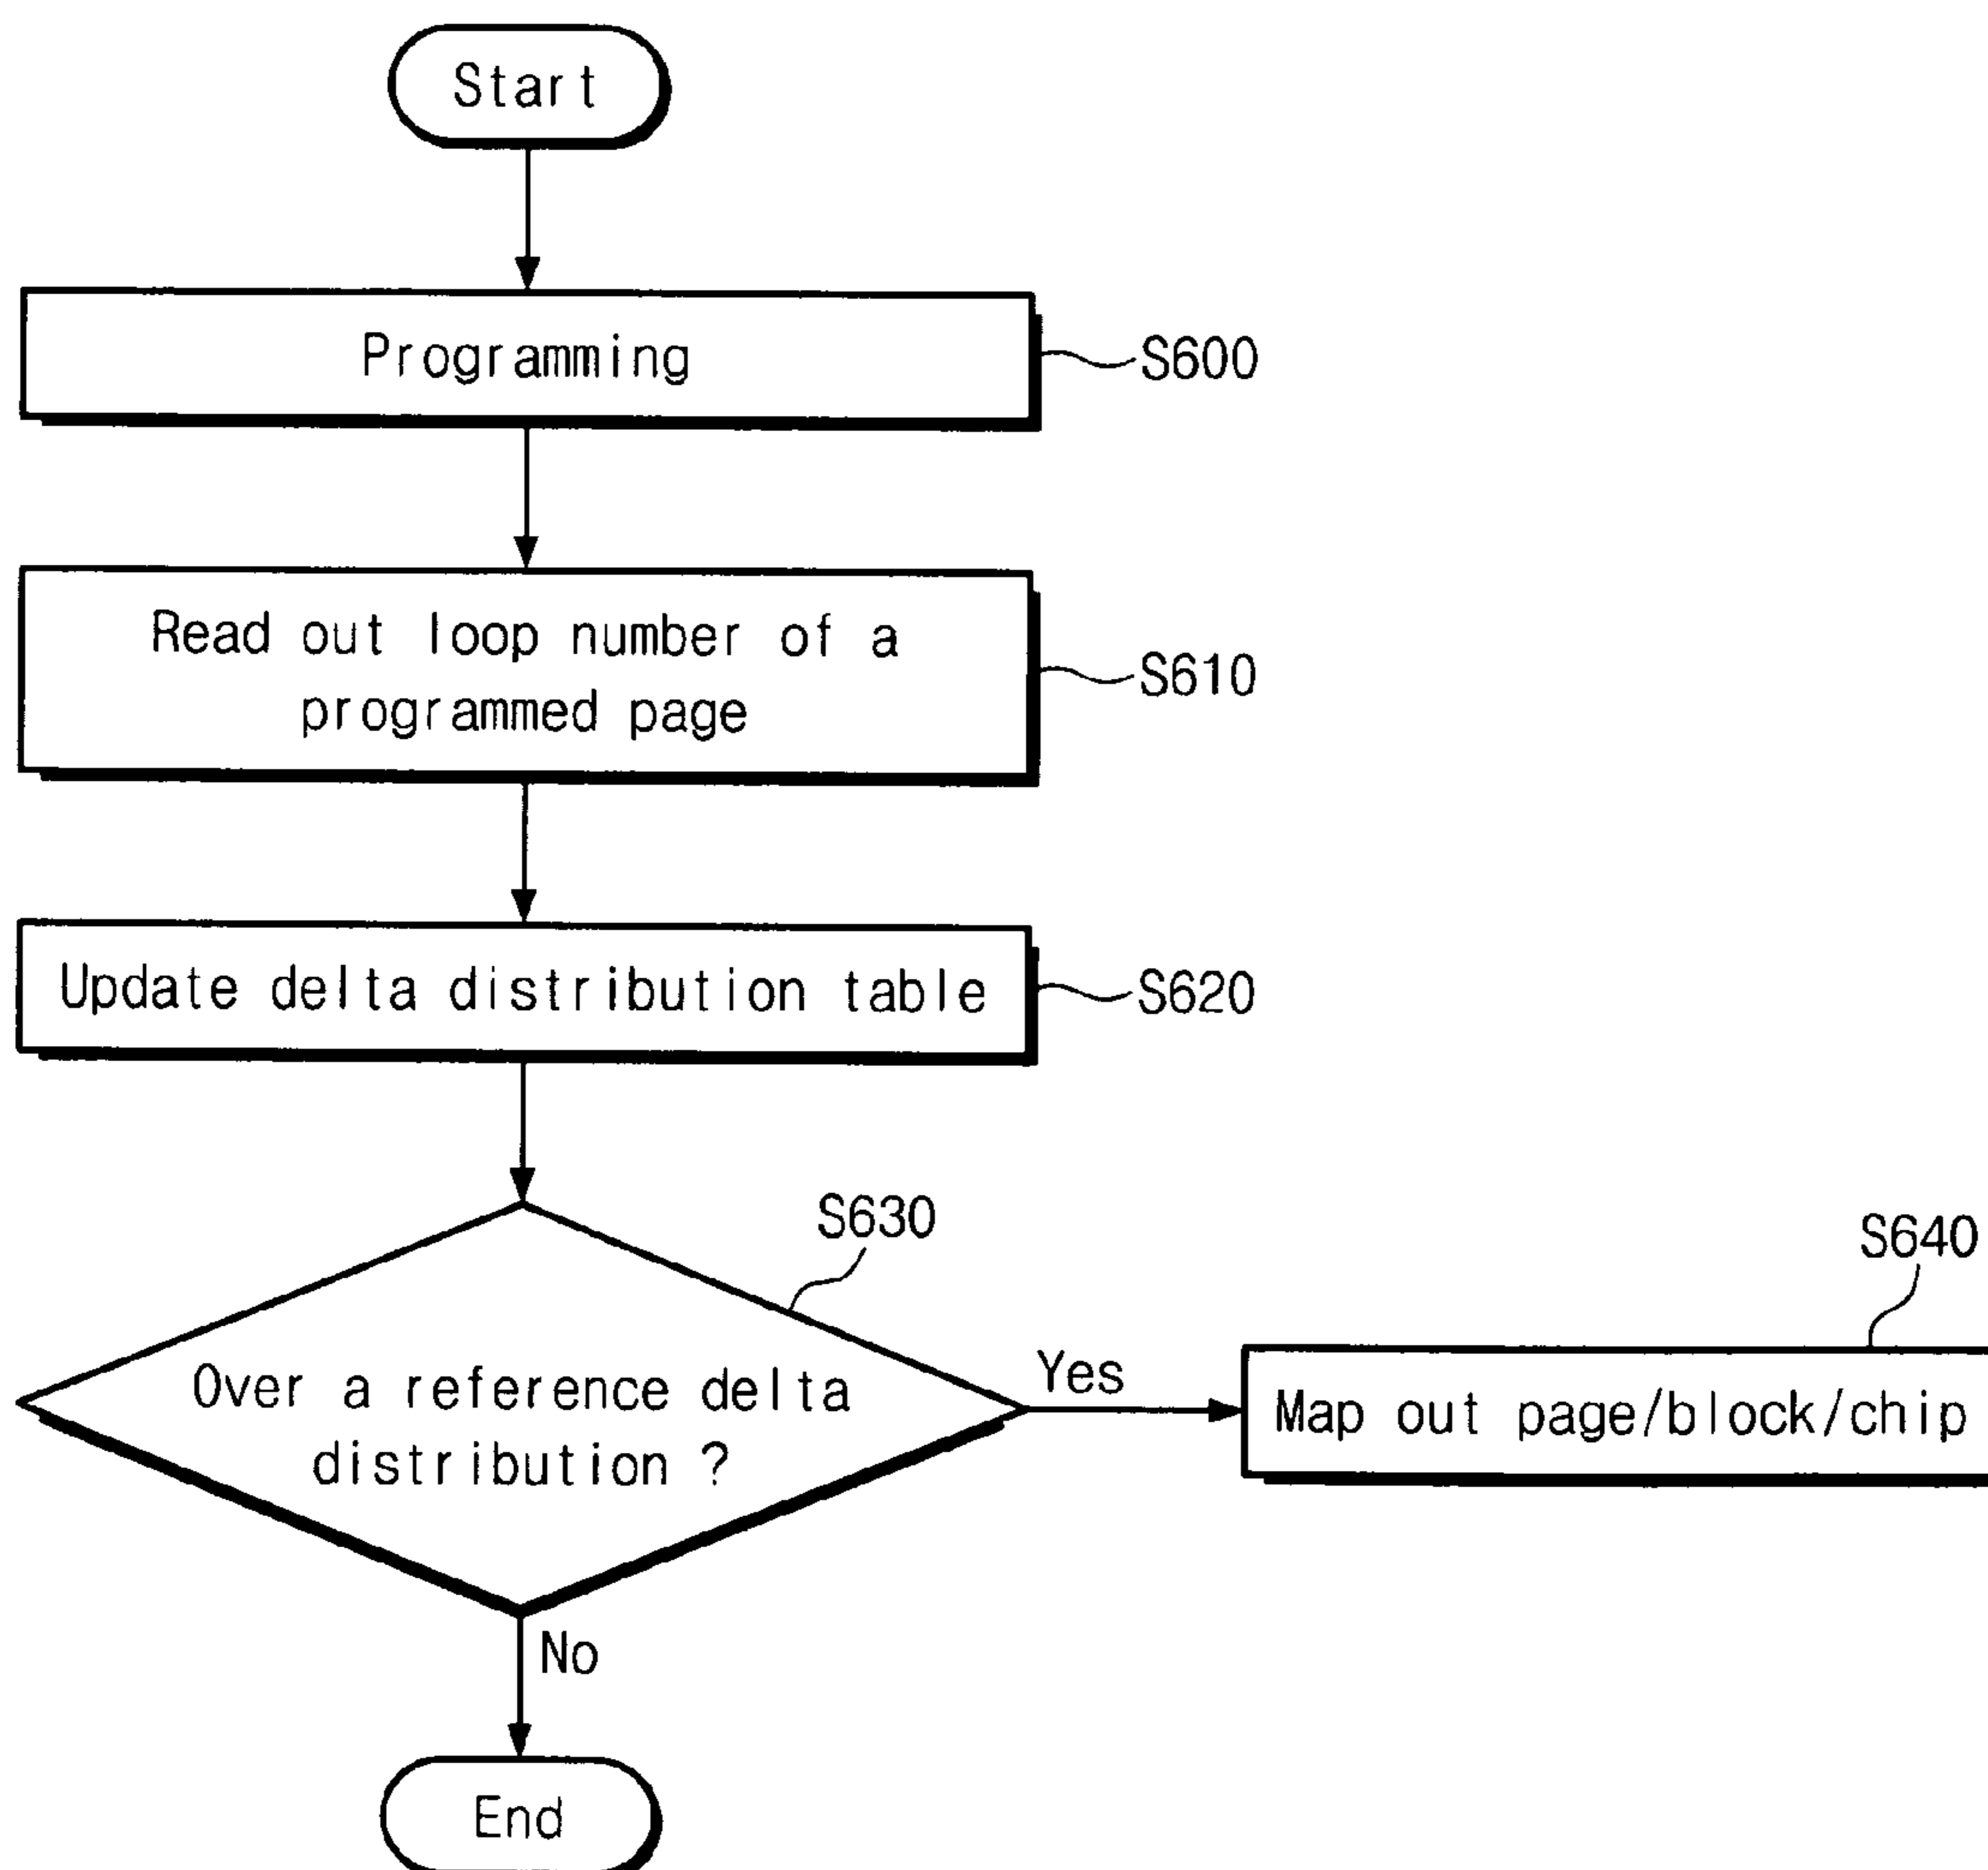 Start
Programming
S600
Read out loop number of a
programmed page
S610
Update delta distribution table
S620
S630
Over a reference delta
distribution ?
Yes
S640
Map out page/block/chip
No
End